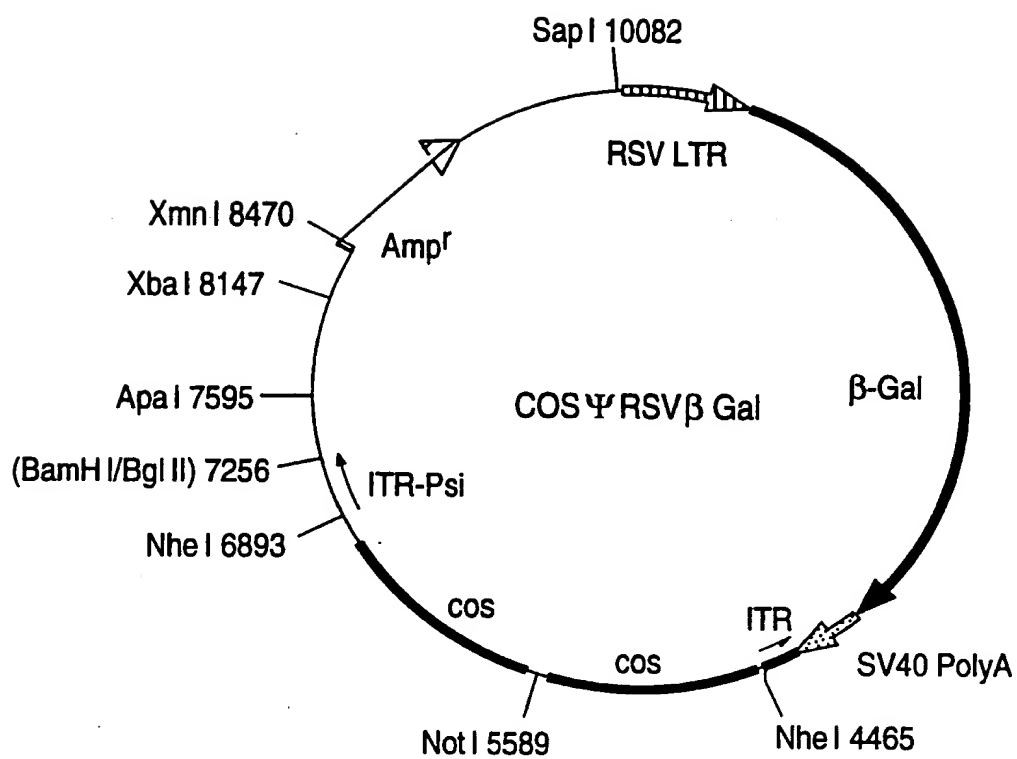 Sap I 10082
RSV LTR
Xmn I 8470
Ampʳ
Xba I 8147
Apa I 7595
COS Ψ RSV β Gal
β-Gal
(BamH I/Bgl II) 7256
ITR-Psi
Nhe I 6893
cos
ITR
cos
SV40 PolyA
Not I 5589
Nhe I 4465